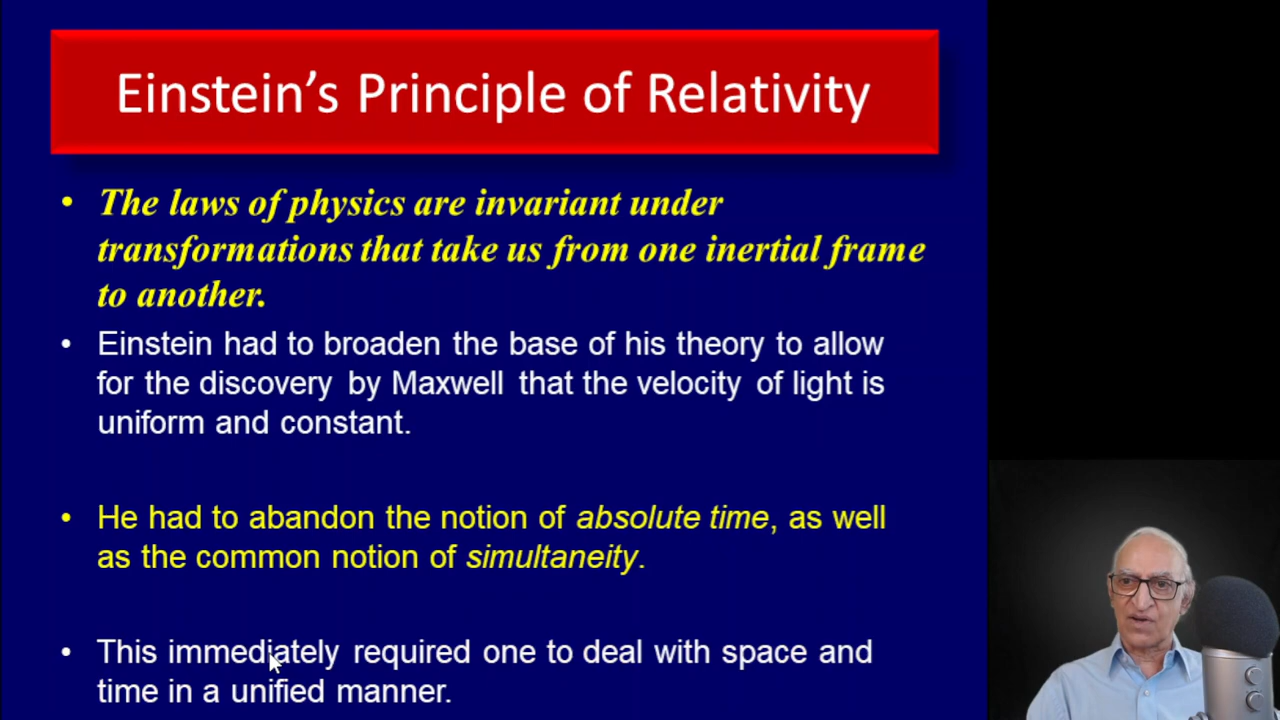 Einstein’s Principle of Relativity
• The laws of physics are invariant under
transformations that take us from one inertial frame
to another.
• Einstein had to broaden the base of his theory to allow
for the discovery by Maxwell that the velocity of light is
uniform and constant.
• He had to abandon the notion of absolute time, as well
as the common notion of simultaneity.
• This immediately required one to deal with space and
time in a unified manner.